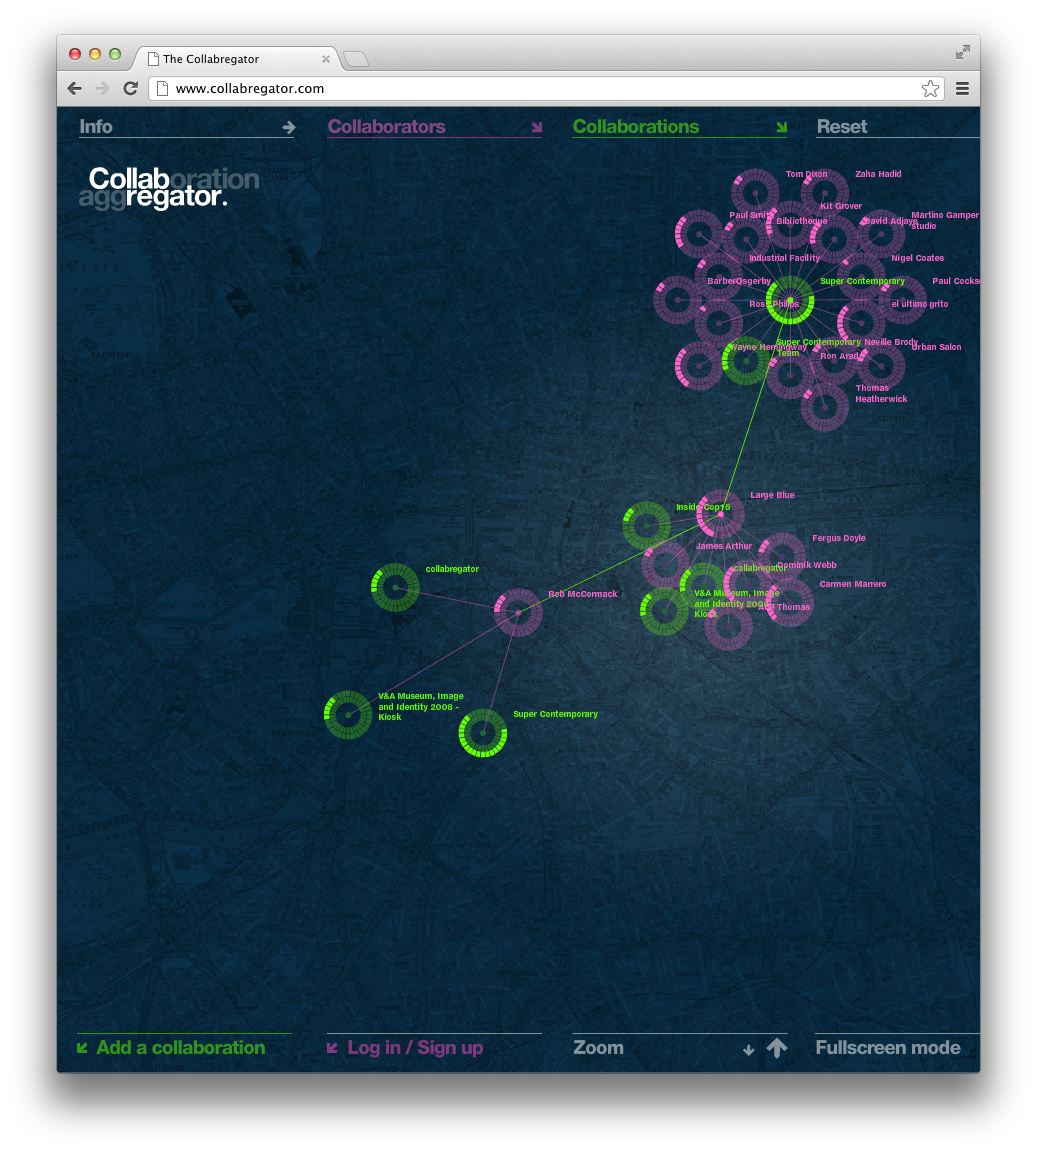 The Collabregator
www.collabregator.com
Info
Collaborators
Collaborations
Reset
Collaboration
aggregator.
Tom Dixon
Zaha Hadid
Kit Grover
Paul Smith
Bibliotheque
David Adjaye
Martino Gamper
studio
Industrial Facility
Nigel Coates
BarberOsgerby
Super Contemporary
Paul Cocks
Ross Philips
el ultimo grito
Wayne Hemingway
Super Contemporary
Team
Neville Brody
Urban Salon
Ron Arad
Thomas
Heatherwick
Large Blue
Inside Cop15
James Arthur
Fergus Doyle
collabregator
Dominik Webb
Carmen Marrero
V&A Museum, Image
and Identity 2008 -
Kiosk
Thomas
collabregator
Rob McCormack
V&A Museum, Image
and Identity 2008 -
Kiosk
Super Contemporary
Add a collaboration
Log in / Sign up
Zoom
Fullscreen mode